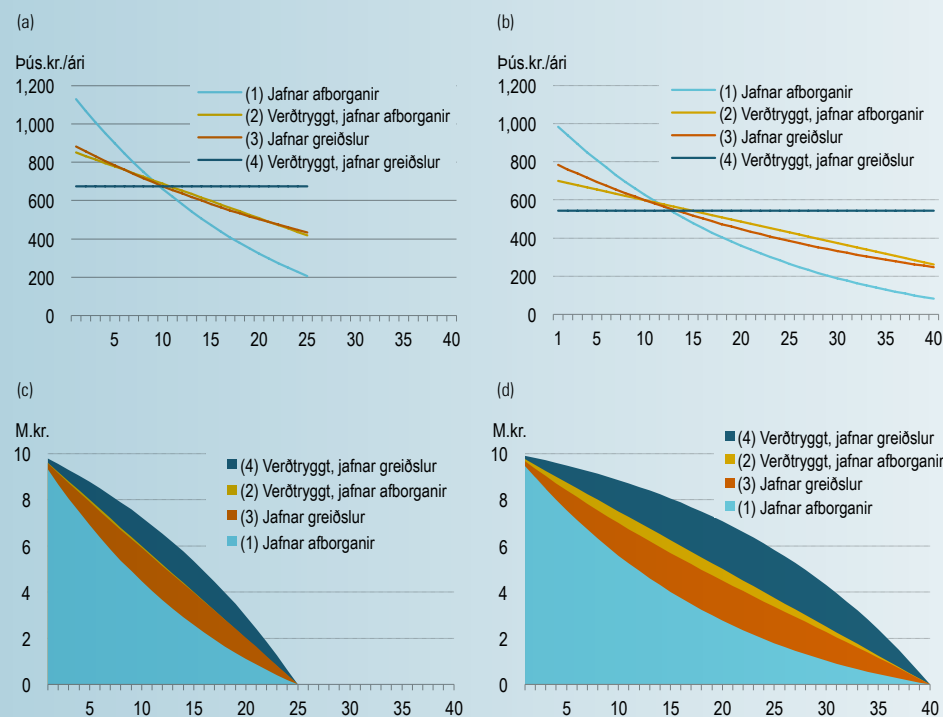 (a)
Þús.kr./ári
1,200
1,000
800
600
400
200
0
5 10 15 20 25 30 35 40
(1) Jafnar afborganir
(2) Verðtryggt, jafnar afborganir
(3) Jafnar greiðslur
(4) Verðtryggt, jafnar greiðslur
(b)
Þús.kr./ári
1,200
1,000
800
600
400
200
0
1 5 10 15 20 25 30 35 40
(1) Jafnar afborganir
(2) Verðtryggt, jafnar afborganir
(3) Jafnar greiðslur
(4) Verðtryggt, jafnar greiðslur
(c)
M.kr.
10
8
6
4
2
0
5 10 15 20 25 30 35 40
(4) Verðtryggt, jafnar greiðslur
(2) Verðtryggt, jafnar afborganir
(3) Jafnar greiðslur
(1) Jafnar afborganir
(d)
M.kr.
10
8
6
4
2
0
5 10 15 20 25 30 35 40
(4) Verðtryggt, jafnar greiðslur
(2) Verðtryggt, jafnar afborganir
(3) Jafnar greiðslur
(1) Jafnar afborganir